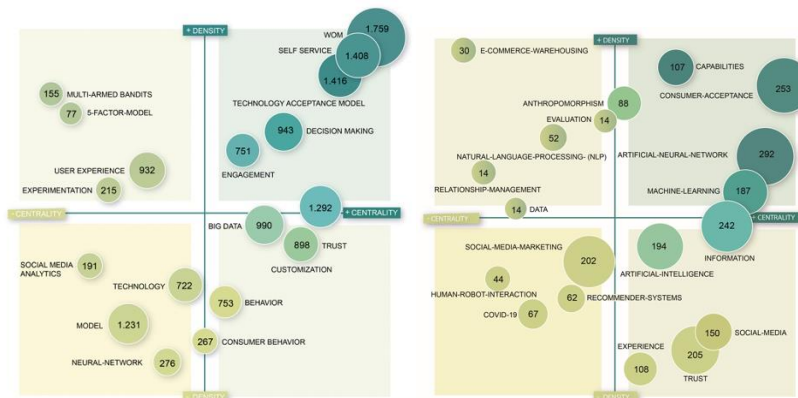 + DENSITY
WOM
1.759
SELF SERVICE
1.408
1.416
TECHNOLOGY ACCEPTANCE MODEL
155
MULTI-ARMED BANDITS
77
5-FACTOR-MODEL
943
DECISION MAKING
751
ENGAGEMENT
USER EXPERIENCE
932
EXPERIMENTATION
215
- CENTRALITY
1.292
+ CENTRALITY
BIG DATA
990
898
TRUST
CUSTOMIZATION
SOCIAL MEDIA
ANALYTICS
191
TECHNOLOGY
722
753
BEHAVIOR
MODEL
1.231
267
CONSUMER BEHAVIOR
NEURAL-NETWORK
276
- DENSITY
30
E-COMMERCE-WAREHOUSING
+ DENSITY
107
CAPABILITIES
CONSUMER-ACCEPTANCE
253
ANTHROPOMORPHISM
88
EVALUATION
14
52
NATURAL-LANGUAGE-PROCESSING- (NLP)
ARTIFICIAL-NEURAL-NETWORK
292
14
RELATIONSHIP-MANAGEMENT
MACHINE-LEARNING
187
14
DATA
- CENTRALITY
+ CENTRALITY
242
INFORMATION
SOCIAL-MEDIA-MARKETING
202
194
ARTIFICIAL-INTELLIGENCE
44
HUMAN-ROBOT-INTERACTION
62
RECOMMENDER-SYSTEMS
COVID-19
67
150
SOCIAL-MEDIA
EXPERIENCE
205
TRUST
108
- DENSITY